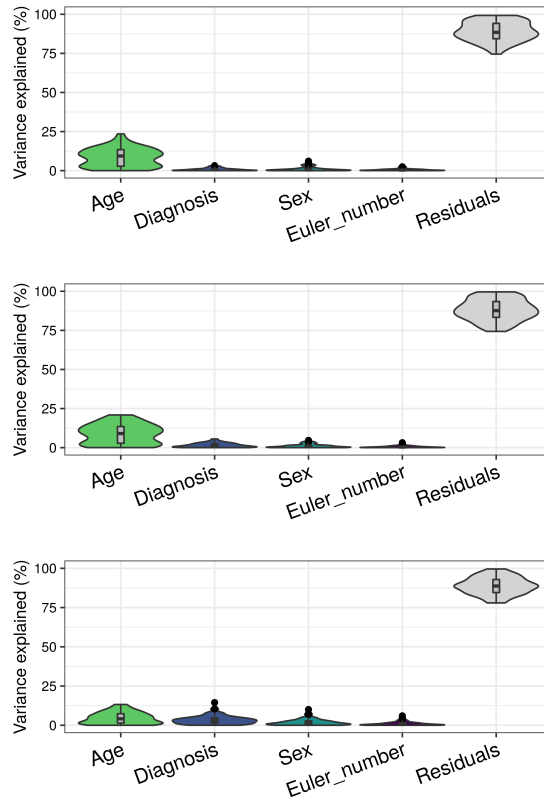 Variance explained (%)
100
75
50
25
0
Age
Diagnosis
Sex
Euler_number
Residuals
Variance explained (%)
100
75
50
25
0
Age
Diagnosis
Sex
Euler_number
Residuals
Variance explained (%)
100
75
50
25
0
Age
Diagnosis
Sex
Euler_number
Residuals